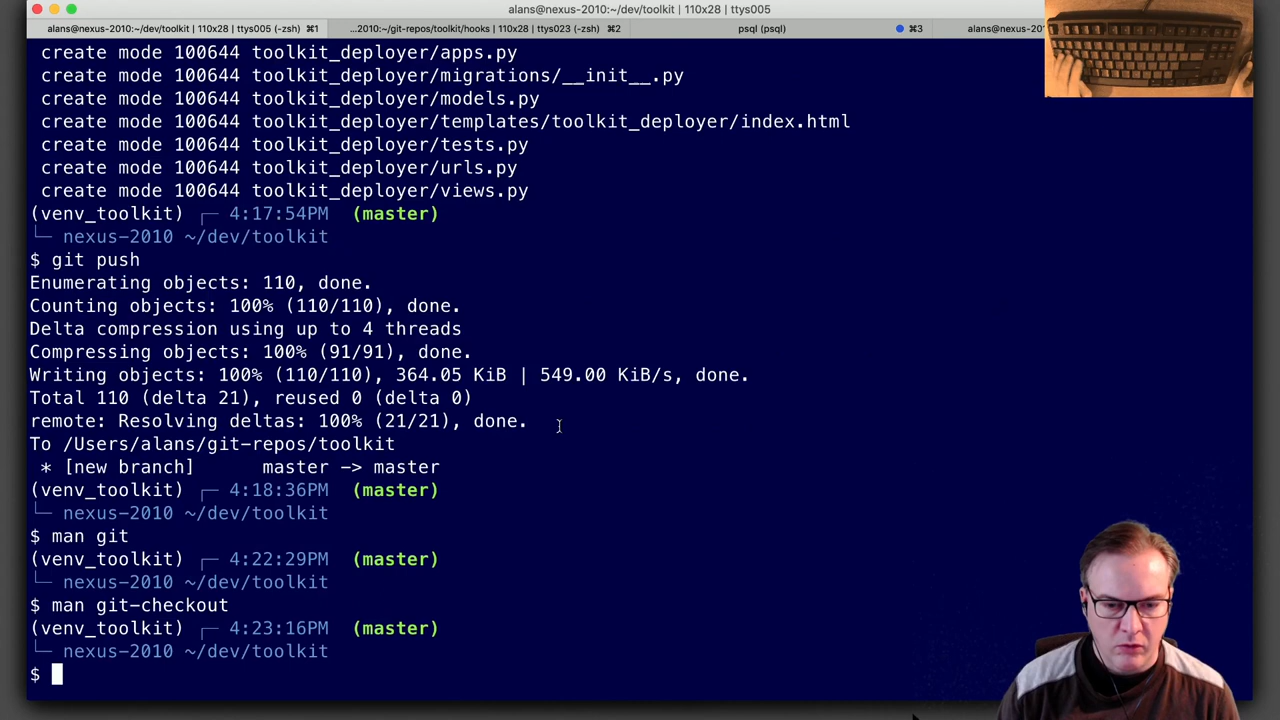 alans@nexus-2010:~/dev/toolkit | 110x28 | ttys005
alans@nexus-2010:~/dev/toolkit | 110x28 | ttys005 (-zsh) ⌘1
...2010:~/git-repos/toolkit/hooks | 110x28 | ttys023 (-zsh) ⌘2
psql (psql)
⌘3
alans@nexus-20
create mode 100644 toolkit_deployer/apps.py
create mode 100644 toolkit_deployer/migrations/__init__.py
create mode 100644 toolkit_deployer/models.py
create mode 100644 toolkit_deployer/templates/toolkit_deployer/index.html
create mode 100644 toolkit_deployer/tests.py
create mode 100644 toolkit_deployer/urls.py
create mode 100644 toolkit_deployer/views.py
(venv_toolkit) ┌─ 4:17:54PM (master)
└─ nexus-2010 ~/dev/toolkit
$ git push
Enumerating objects: 110, done.
Counting objects: 100% (110/110), done.
Delta compression using up to 4 threads
Compressing objects: 100% (91/91), done.
Writing objects: 100% (110/110), 364.05 KiB | 549.00 KiB/s, done.
Total 110 (delta 21), reused 0 (delta 0)
remote: Resolving deltas: 100% (21/21), done.
To /Users/alans/git-repos/toolkit
* [new branch] master -> master
(venv_toolkit) ┌─ 4:18:36PM (master)
└─ nexus-2010 ~/dev/toolkit
$ man git
(venv_toolkit) ┌─ 4:22:29PM (master)
└─ nexus-2010 ~/dev/toolkit
$ man git-checkout
(venv_toolkit) ┌─ 4:23:16PM (master)
└─ nexus-2010 ~/dev/toolkit
$